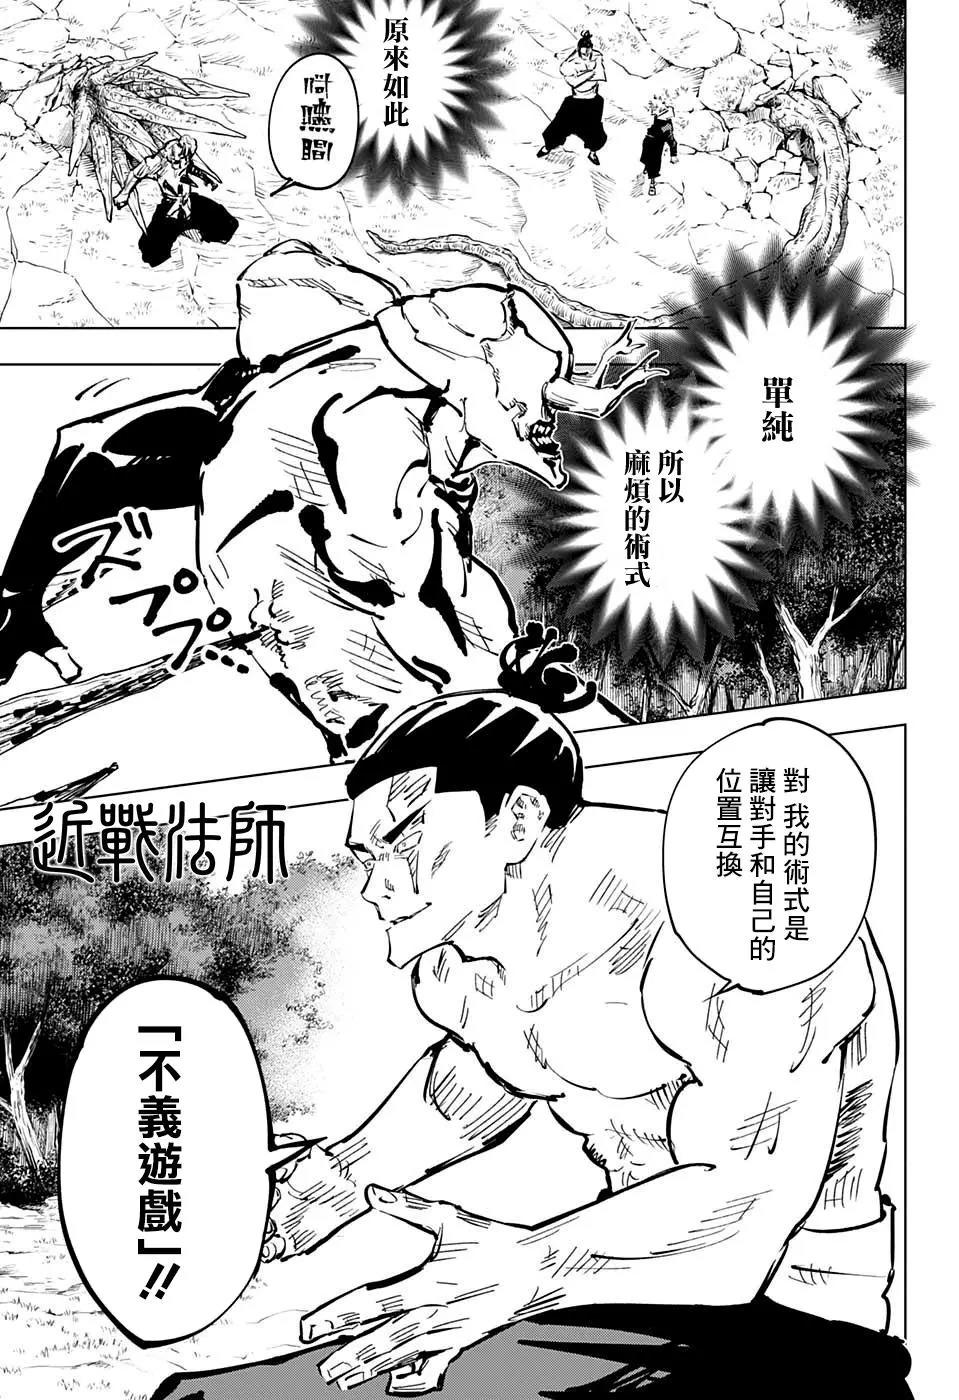 原來如此
單純
所以
麻煩的術式
ズププ…
對 我的術式是
讓對手和自己的
位置互換
近戰法師
「不義遊戲」!!